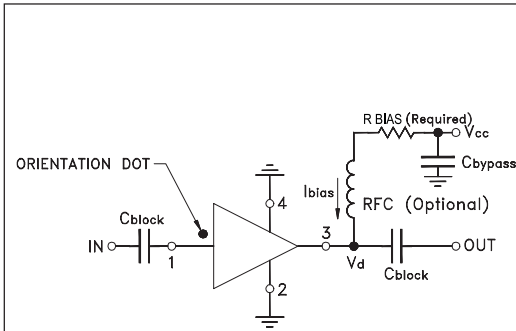 R BIAS (Required)
Vcc
Cbypass
ORIENTATION DOT
Ibias
RFC (Optional)
4
Cblock
3
IN
1
Vd
Cblock
OUT
2